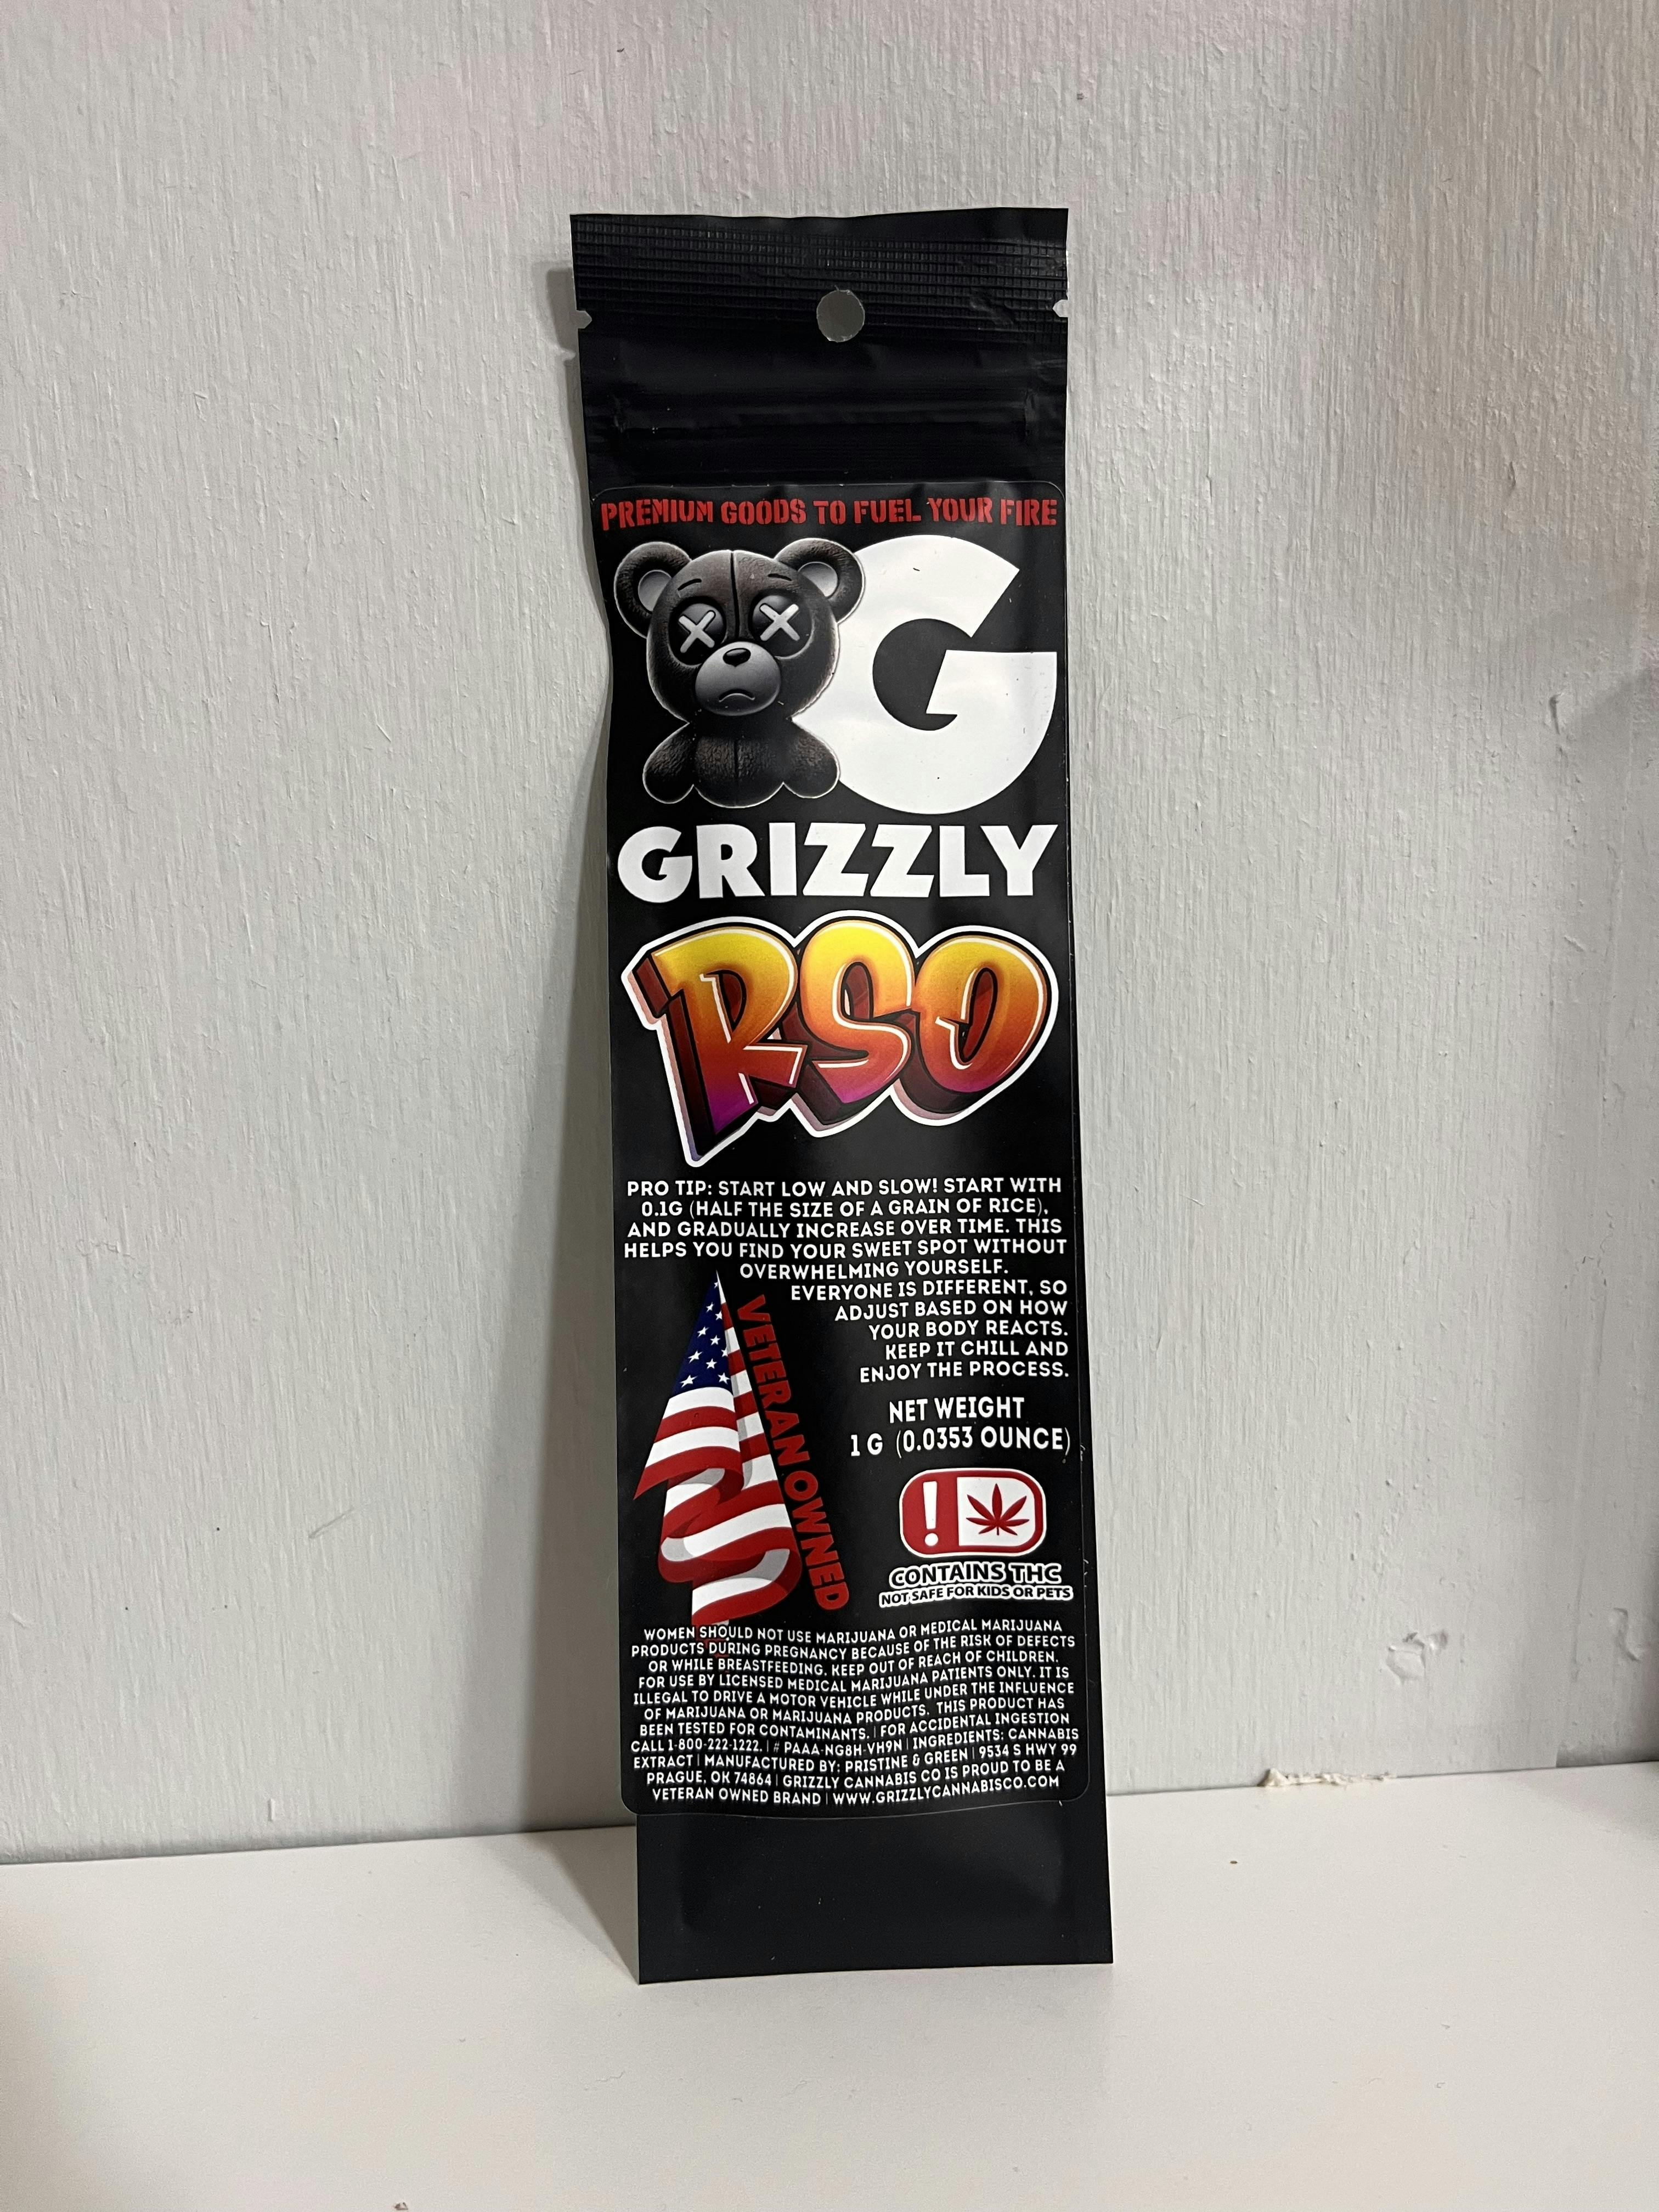 PREMIUM GOODS TO FUEL YOUR FIRE
G
GRIZZLY
RSO
PRO TIP: START LOW AND SLOW! START WITH
0.1G (HALF THE SIZE OF A GRAIN OF RICE),
AND GRADUALLY INCREASE OVER TIME. THIS
HELPS YOU FIND YOUR SWEET SPOT WITHOUT
OVERWHELMING YOURSELF.
EVERYONE IS DIFFERENT, SO
ADJUST BASED ON HOW
YOUR BODY REACTS.
KEEP IT CHILL AND
ENJOY THE PROCESS.
VETERAN OWNED
NET WEIGHT
1 G (0.0353 OUNCE)
!
CONTAINS THC
NOT SAFE FOR KIDS OR PETS
WOMEN SHOULD NOT USE MARIJUANA OR MEDICAL MARIJUANA
PRODUCTS DURING PREGNANCY BECAUSE OF THE RISK OF DEFECTS
OR WHILE BREASTFEEDING. KEEP OUT OF REACH OF CHILDREN.
FOR USE BY LICENSED MEDICAL MARIJUANA PATIENTS ONLY. IT IS
ILLEGAL TO DRIVE A MOTOR VEHICLE WHILE UNDER THE INFLUENCE
OF MARIJUANA OR MARIJUANA PRODUCTS. THIS PRODUCT HAS
BEEN TESTED FOR CONTAMINANTS. | FOR ACCIDENTAL INGESTION
CALL 1-800-222-1222. | # PAAA-NG8H-VH9N | INGREDIENTS: CANNABIS
EXTRACT | MANUFACTURED BY: PRISTINE & GREEN | 9534 S HWY 99
PRAGUE, OK 74864 | GRIZZLY CANNABIS CO IS PROUD TO BE A
VETERAN OWNED BRAND | WWW.GRIZZLYCANNABISCO.COM